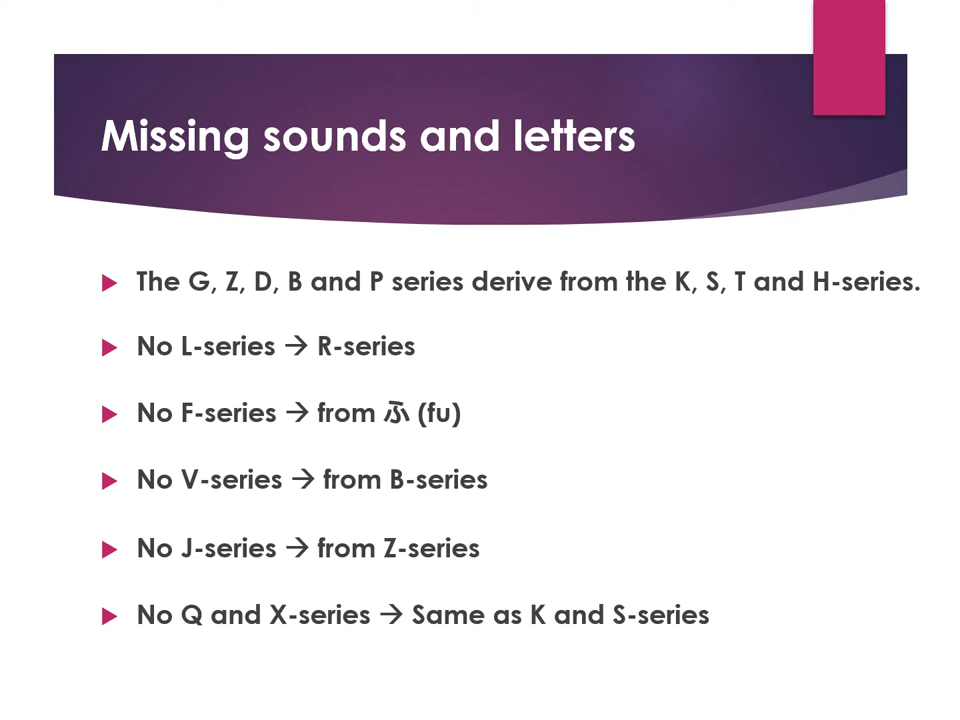 Missing sounds and letters
The G, Z, D, B and P series derive from the K, S, T and H-series.
No L-series → R-series
No F-series → from ふ (fu)
No V-series → from B-series
No J-series → from Z-series
No Q and X-series → Same as K and S-series